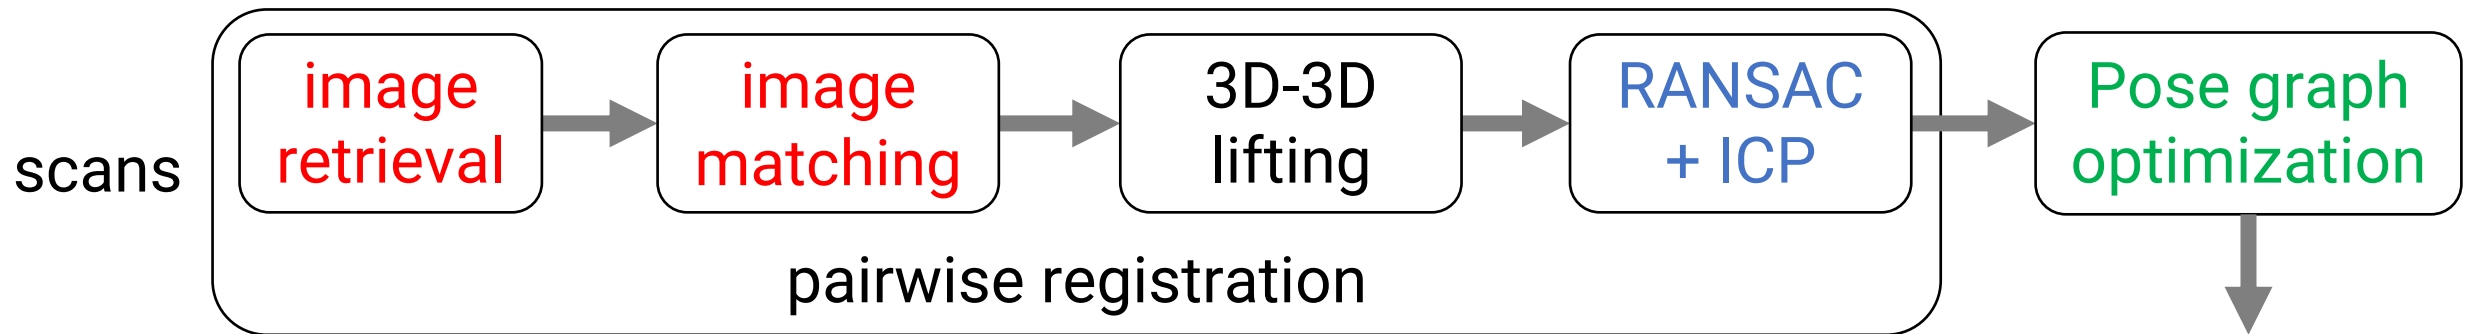 scans
image
retrieval
image
matching
3D-3D
lifting
RANSAC
+ ICP
pairwise registration
Pose graph
optimization